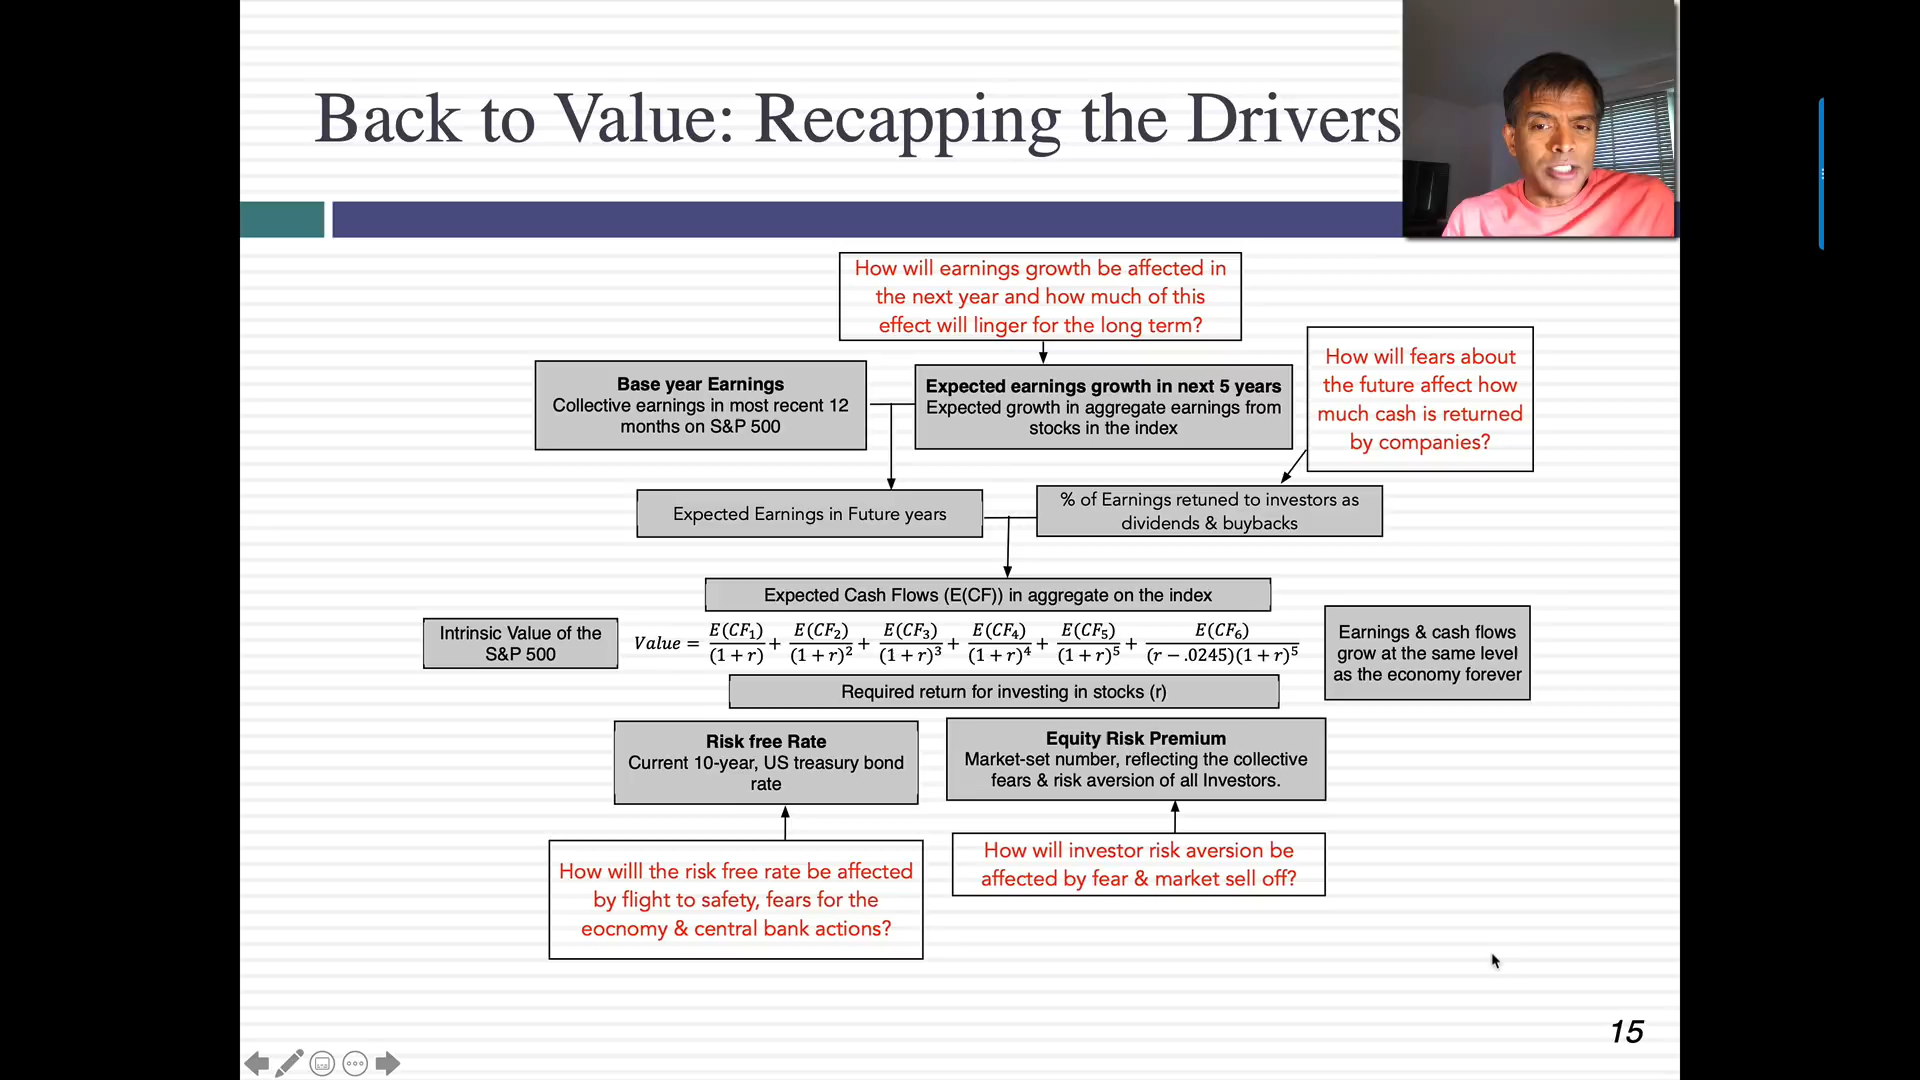 Back to Value: Recapping the Drivers
How will earnings growth be affected in
the next year and how much of this
effect will linger for the long term?
How will fears about
the future affect how
much cash is returned
by companies?
Base year Earnings
Collective earnings in most recent 12
months on S&P 500
Expected earnings growth in next 5 years
Expected growth in aggregate earnings from
stocks in the index
Expected Earnings in Future years
% of Earnings retuned to investors as
dividends & buybacks
Expected Cash Flows (E(CF)) in aggregate on the index
Intrinsic Value of the
S&P 500
Value = E(CF₁)/(1 + r) + E(CF₂)/(1 + r)² + E(CF₃)/(1 + r)³ + E(CF₄)/(1 + r)⁴ + E(CF₅)/(1 + r)⁵ + E(CF₆)/(r − .0245)(1 + r)⁵
Earnings & cash flows
grow at the same level
as the economy forever
Required return for investing in stocks (r)
Risk free Rate
Current 10-year, US treasury bond
rate
Equity Risk Premium
Market-set number, reflecting the collective
fears & risk aversion of all Investors.
How willl the risk free rate be affected
by flight to safety, fears for the
eocnomy & central bank actions?
How will investor risk aversion be
affected by fear & market sell off?
15